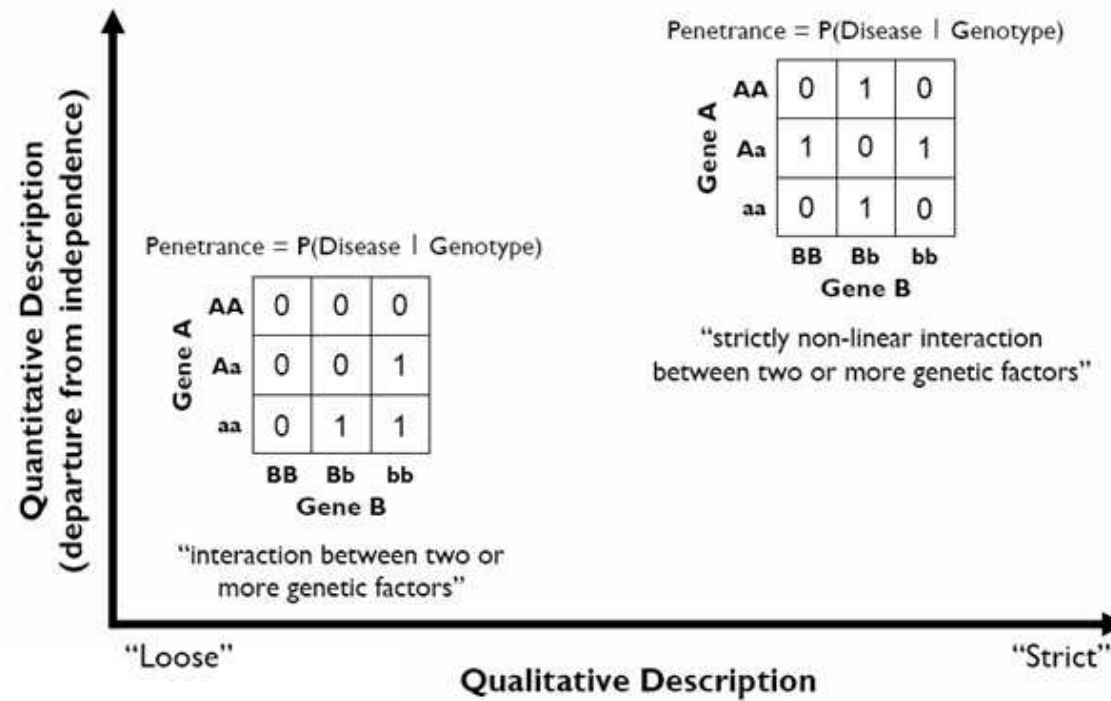 Quantitative Description
(departure from independence)
Penetrance = P(Disease | Genotype)
Gene A
AA 0 1 0
Aa 1 0 1
aa 0 1 0
BB Bb bb
Gene B
“strictly non-linear interaction
between two or more genetic factors”
Penetrance = P(Disease | Genotype)
Gene A
AA 0 0 0
Aa 0 0 1
aa 0 1 1
BB Bb bb
Gene B
“interaction between two or
more genetic factors”
“Loose”
“Strict”
Qualitative Description